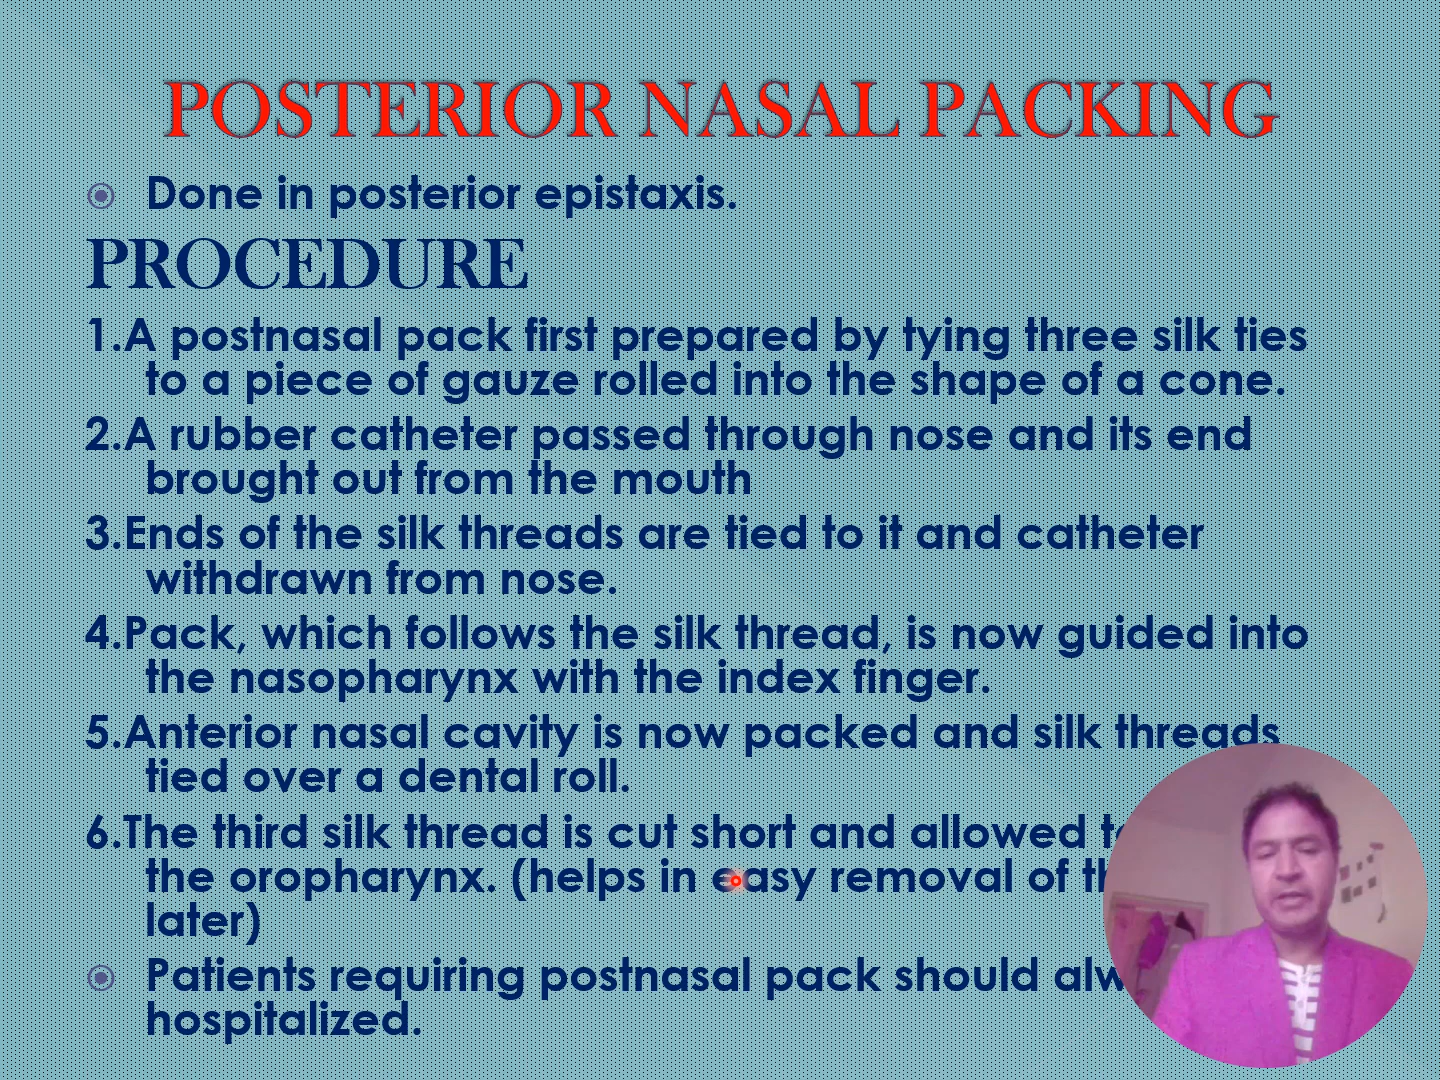 POSTERIOR NASAL PACKING
Done in posterior epistaxis.
PROCEDURE
1.A postnasal pack first prepared by tying three silk ties
to a piece of gauze rolled into the shape of a cone.
2.A rubber catheter passed through nose and its end
brought out from the mouth
3.Ends of the silk threads are tied to it and catheter
withdrawn from nose.
4.Pack, which follows the silk thread, is now guided into
the nasopharynx with the index finger.
5.Anterior nasal cavity is now packed and silk threads
tied over a dental roll.
6.The third silk thread is cut short and allowed
the oropharynx. (helps in easy removal of
later)
Patients requiring postnasal pack should
hospitalized.